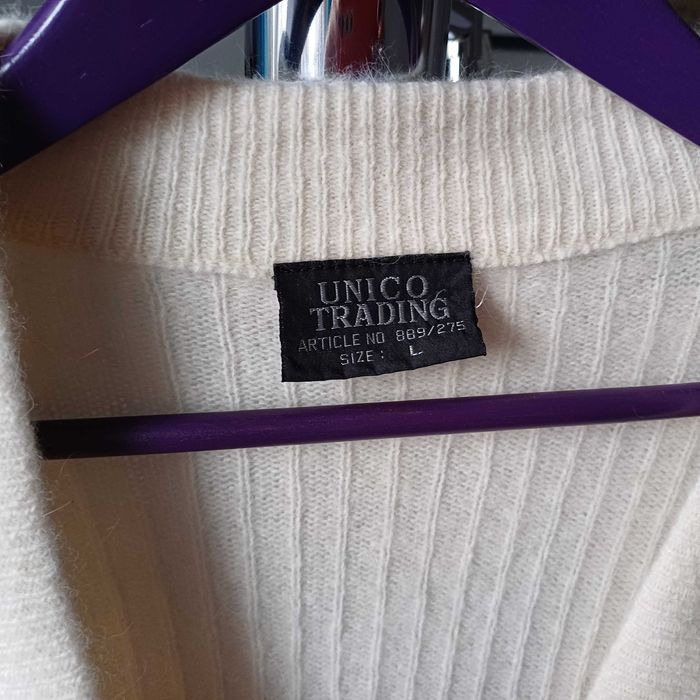 UNICO
TRADING
ARTICLE NO 889/275
SIZE : L.